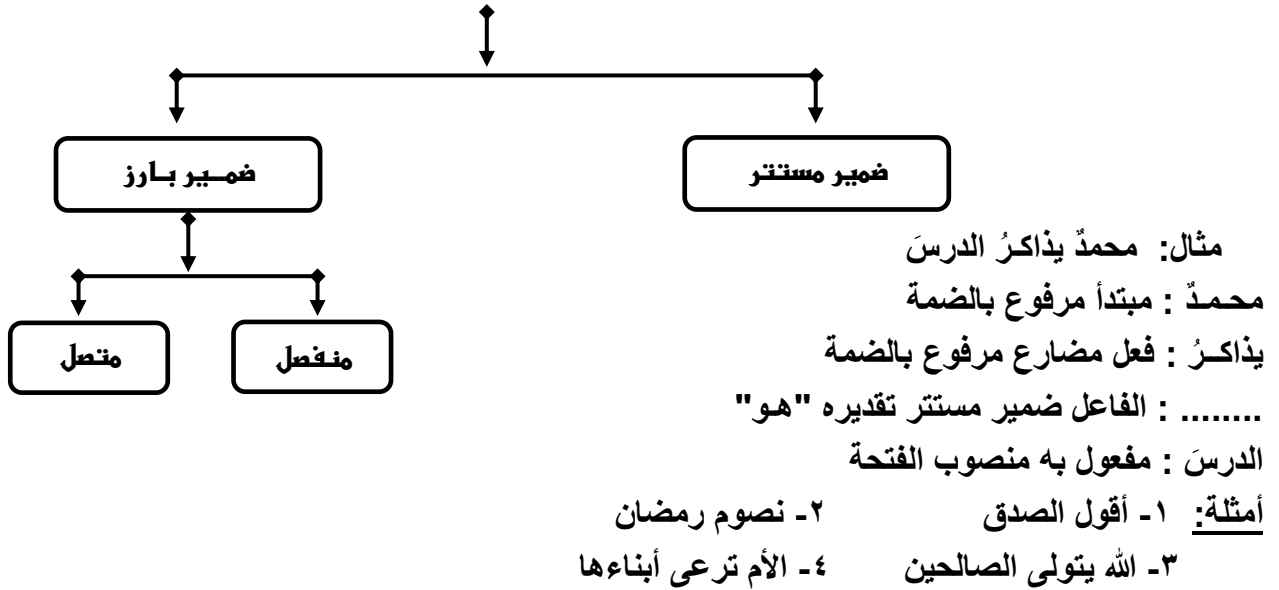 ضمير مستتر
ضمير بارز
منفصل
متصل
مثال: محمدٌ يذاكرُ الدرسَ
محمدٌ : مبتدأ مرفوع بالضمة
يذاكرُ : فعل مضارع مرفوع بالضمة
........ : الفاعل ضمير مستتر تقديره "هو"
الدرسَ : مفعول به منصوب الفتحة
أمثلة: ١- أقول الصدق ٢- نصوم رمضان
٣- الله يتولى الصالحين ٤- الأم ترعى أبناءها